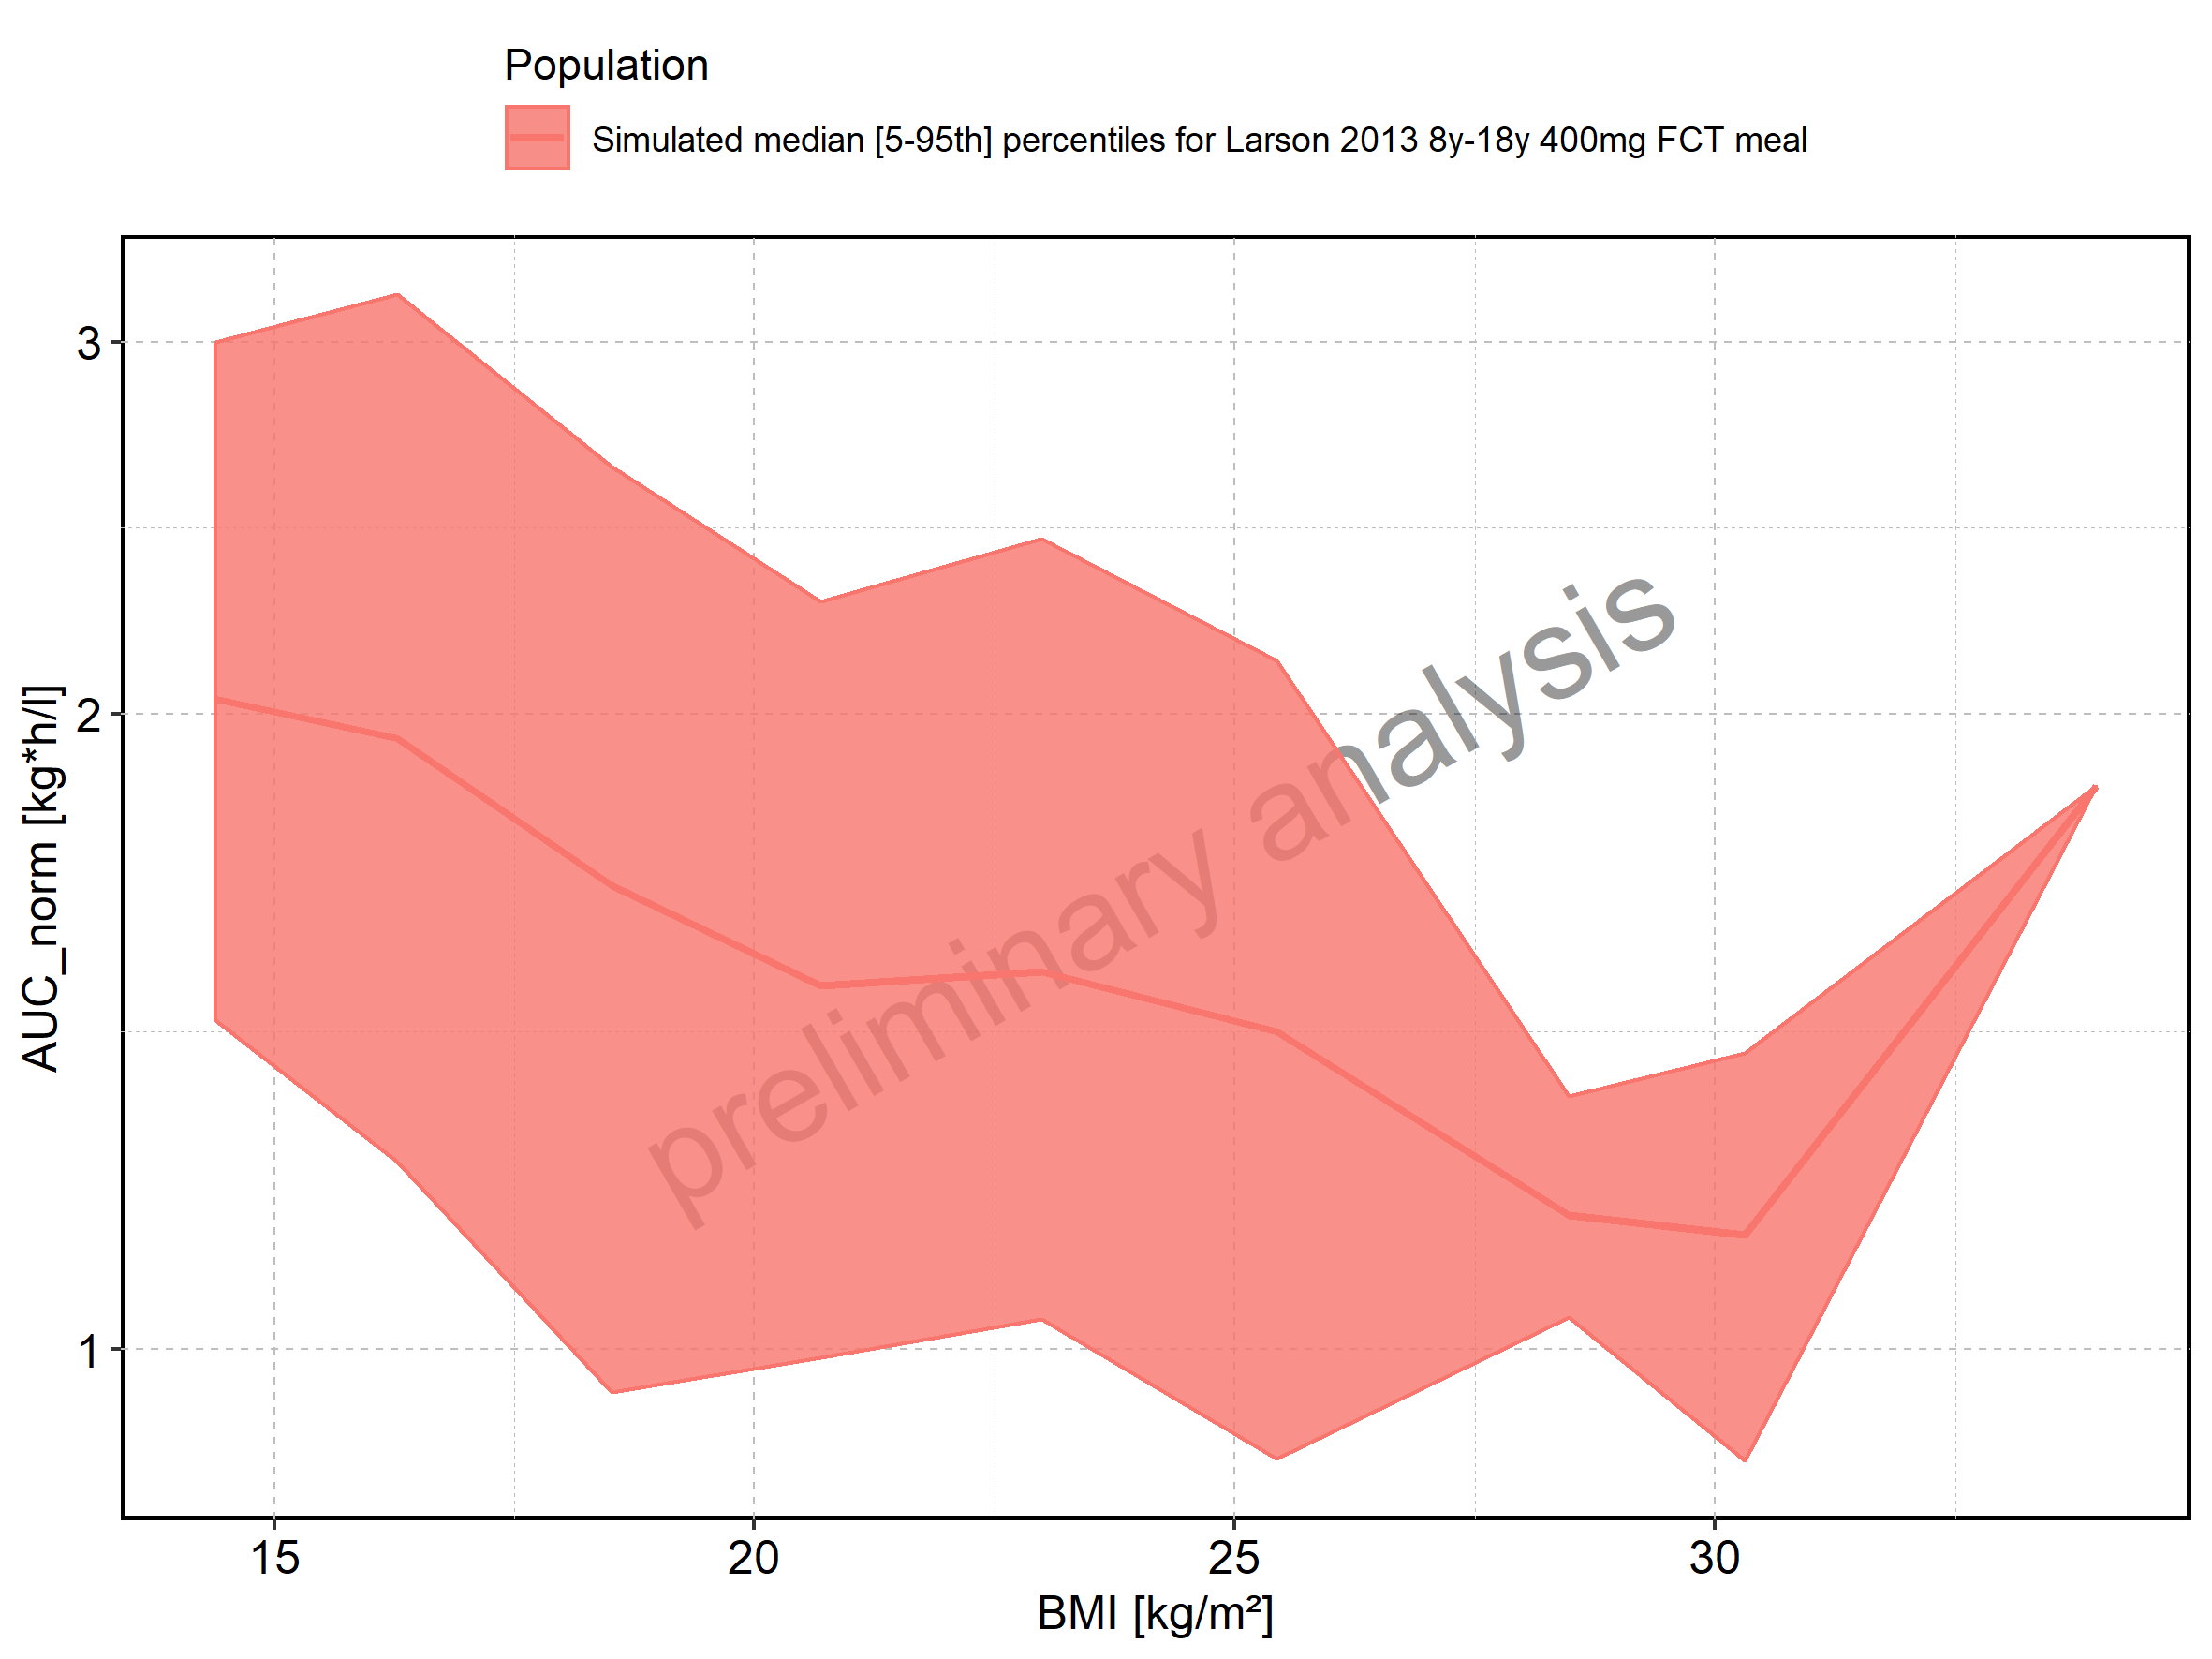 Population
Simulated median [5-95th] percentiles for Larson 2013 8y-18y 400mg FCT meal
AUC_norm [kg*h/l]
3
2
1
preliminary analysis
15 20 25 30
BMI [kg/m²]